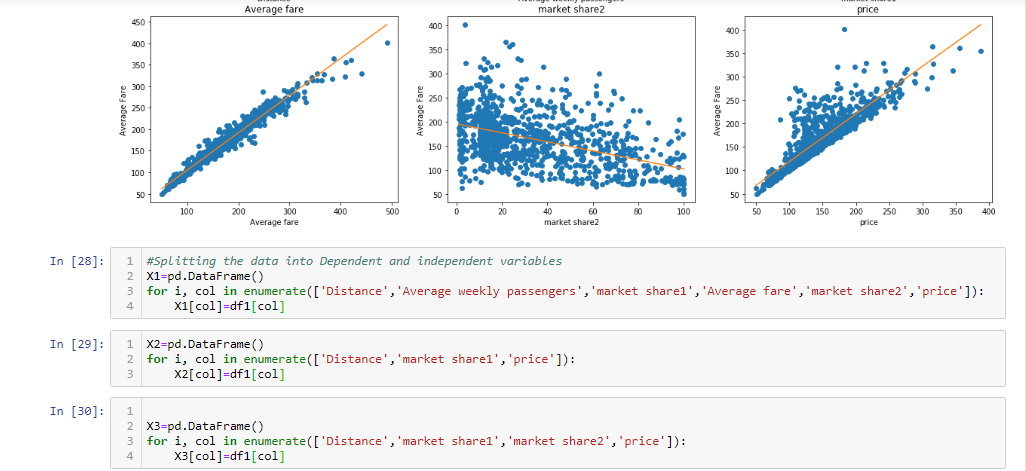 Distance Average weekly passengers market share1
Average fare market share2 price
450
400
350
300
250
200
150
100
50
Average Fare
100 200 300 400 500
Average fare
400
350
300
250
200
150
100
50
Average Fare
0 20 40 60 80 100
market share2
400
350
300
250
200
150
100
50
Average Fare
50 100 150 200 250 300 350 400
price
In [28]:
1 #Splitting the data into Dependent and independent variables
2 X1=pd.DataFrame()
3 for i, col in enumerate(['Distance','Average weekly passengers','market share1','Average fare','market share2','price']):
4     X1[col]=df1[col]
In [29]:
1 X2=pd.DataFrame()
2 for i, col in enumerate(['Distance','market share1','price']):
3     X2[col]=df1[col]
In [30]:
1
2 X3=pd.DataFrame()
3 for i, col in enumerate(['Distance','market share1','market share2','price']):
4     X3[col]=df1[col]